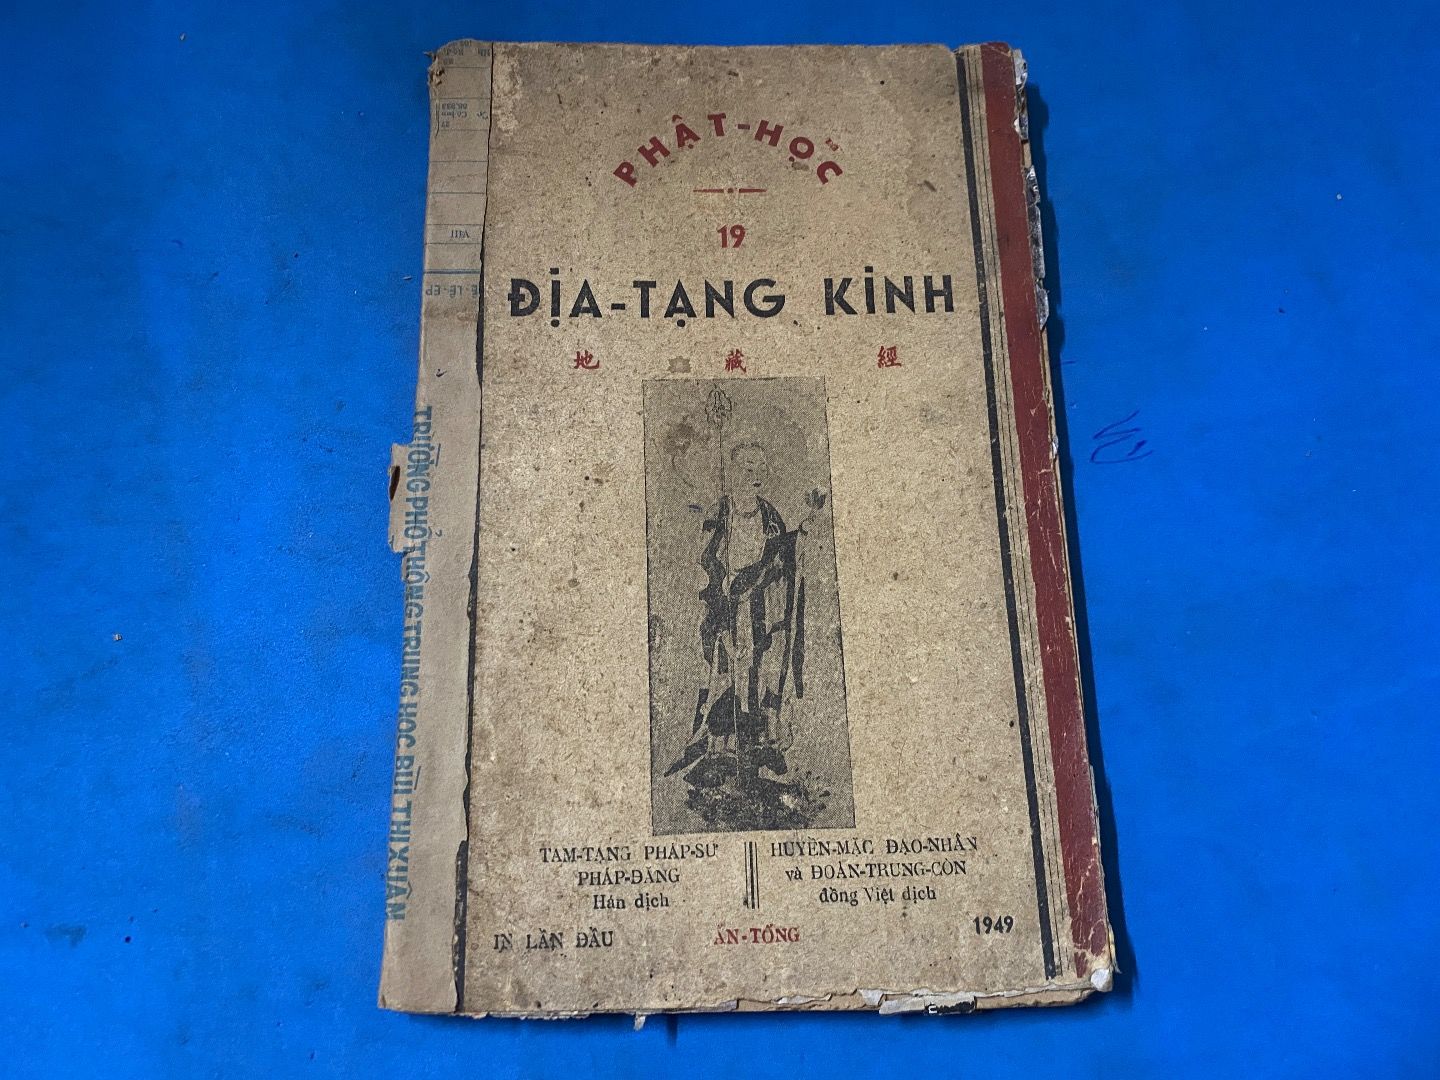 PHẬT-HỌC
19
ĐỊA-TẠNG KINH
地 藏 經
TAM-TẠNG PHÁP-SƯ
PHÁP-ĐĂNG
Hán dịch
HUYỀN-MẶC ĐẠO-NHÂN
và ĐOÀN-TRUNG-CÒN
đồng Việt dịch
IN LẦN ĐẦU
ẤN-TỐNG
1949
TRƯỜNG PHỔ THÔNG TRUNG HỌC BÙI THỊ XUÂN
VIII